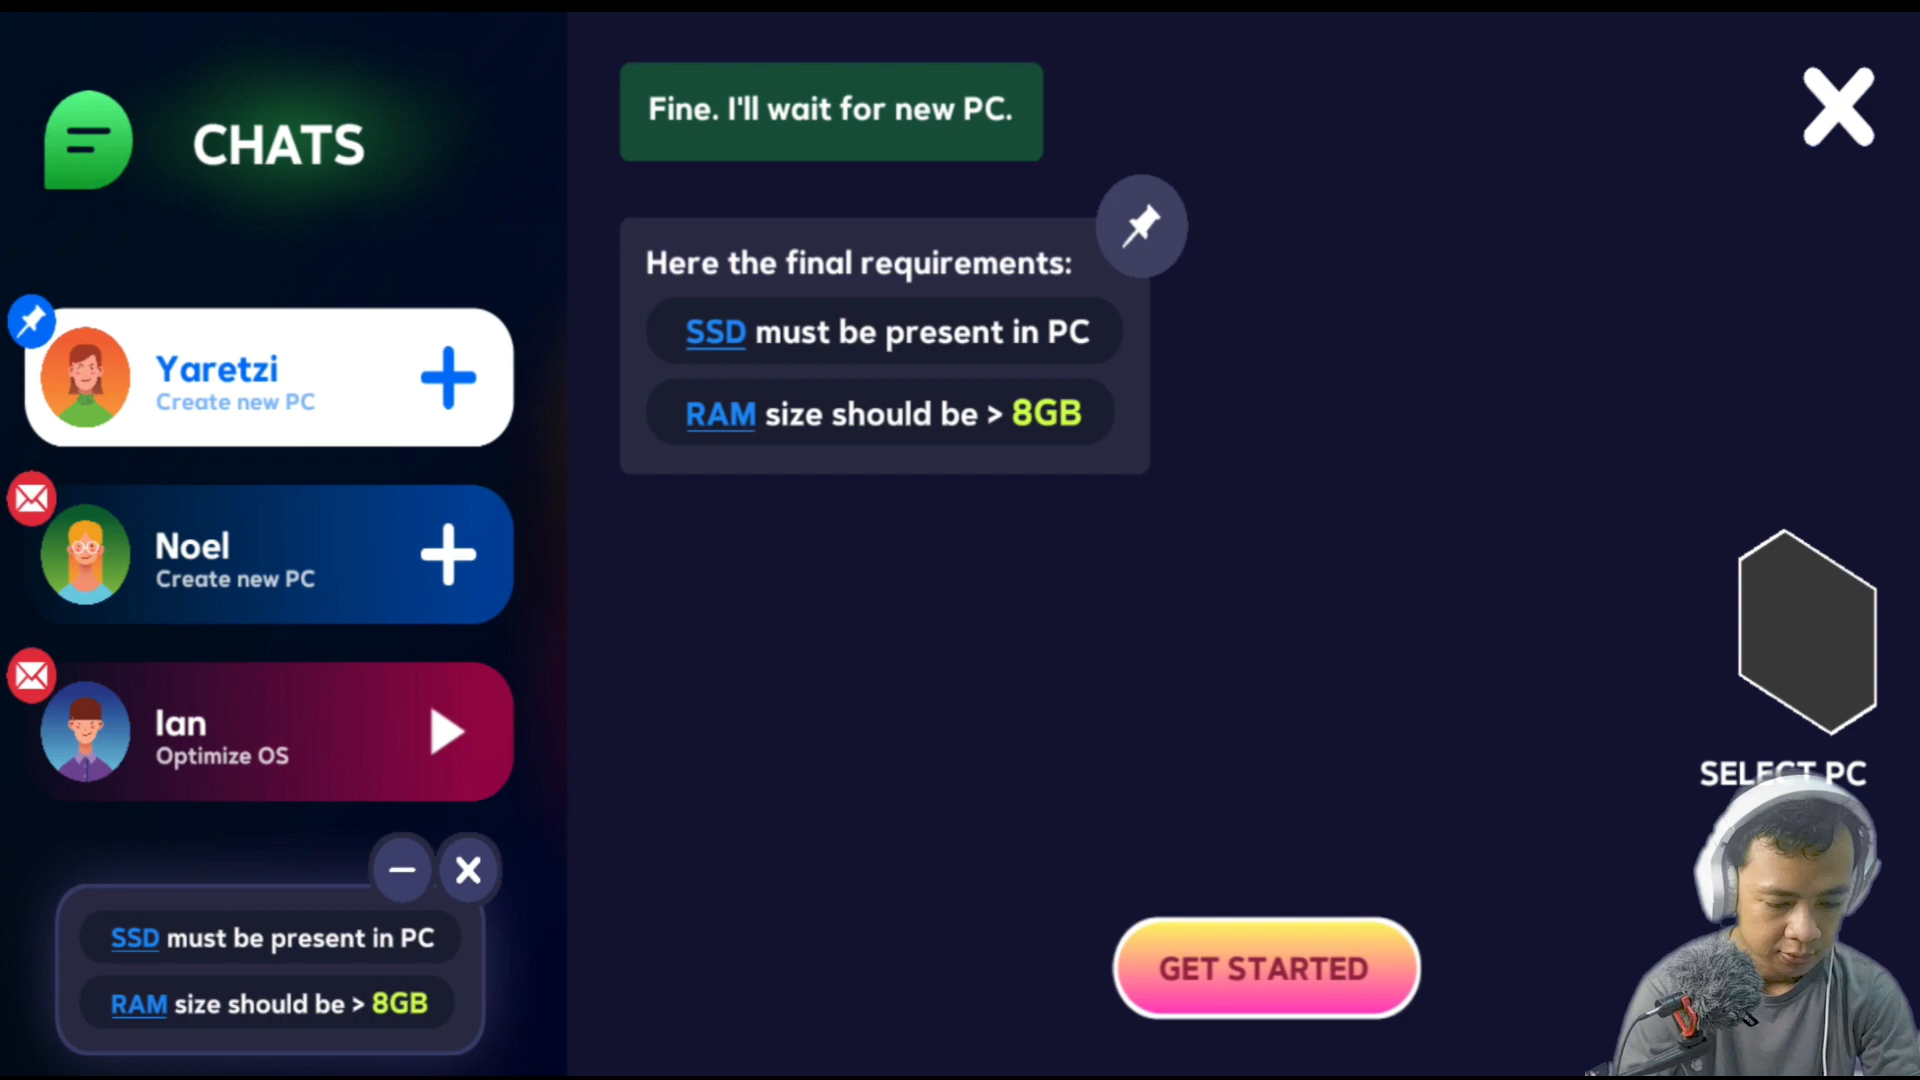 CHATS
Yaretzi
Create new PC
Noel
Create new PC
Ian
Optimize OS
SSD must be present in PC
RAM size should be > 8GB
Fine. I'll wait for new PC.
Here the final requirements:
SSD must be present in PC
RAM size should be > 8GB
SELECT PC
GET STARTED